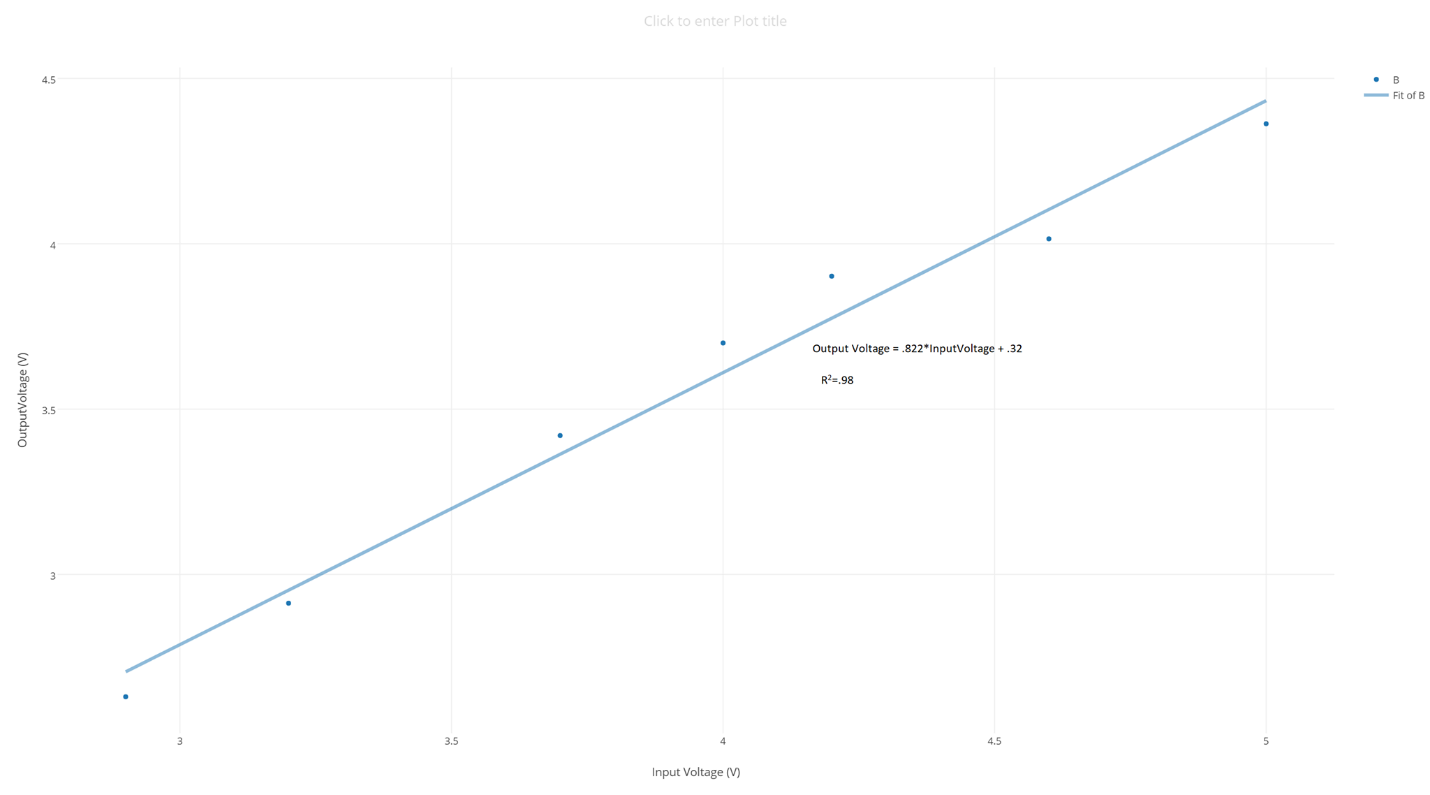 Click to enter Plot title
B
Fit of B
4.5
4
3.5
3
OutputVoltage (V)
Output Voltage = .822*InputVoltage + .32
R²=.98
3
3.5
4
4.5
5
Input Voltage (V)